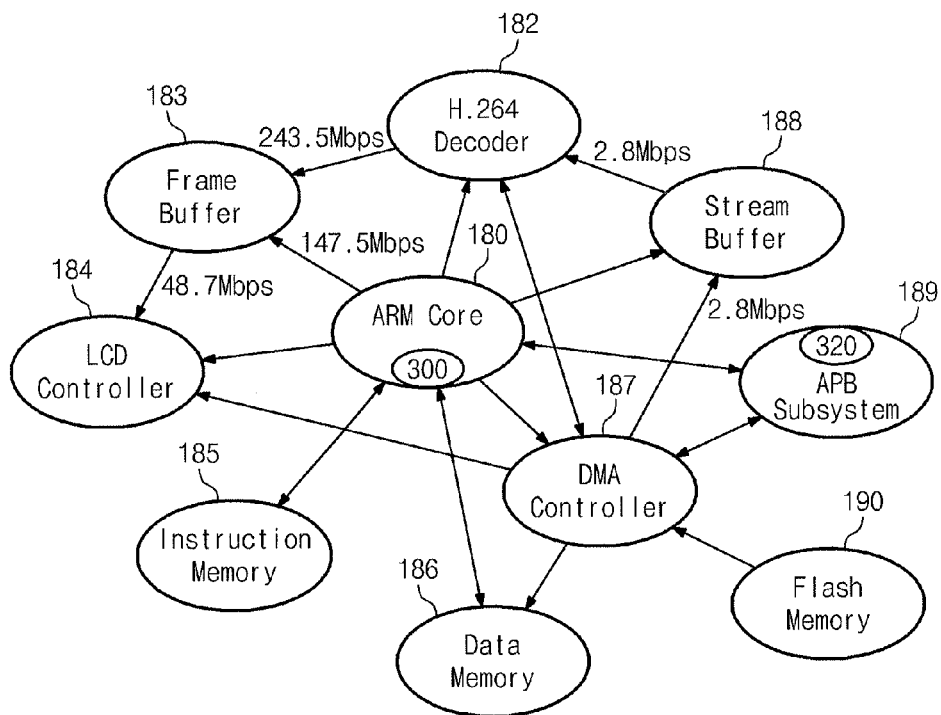 182
H.264
Decoder
183
243.5Mbps
2.8Mbps
188
Frame
Buffer
Stream
Buffer
147.5Mbps
180
184
48.7Mbps
ARM Core
2.8Mbps
189
LCD
Controller
300
320
APB
Subsystem
187
185
DMA
Controller
190
Instruction
Memory
186
Flash
Memory
Data
Memory